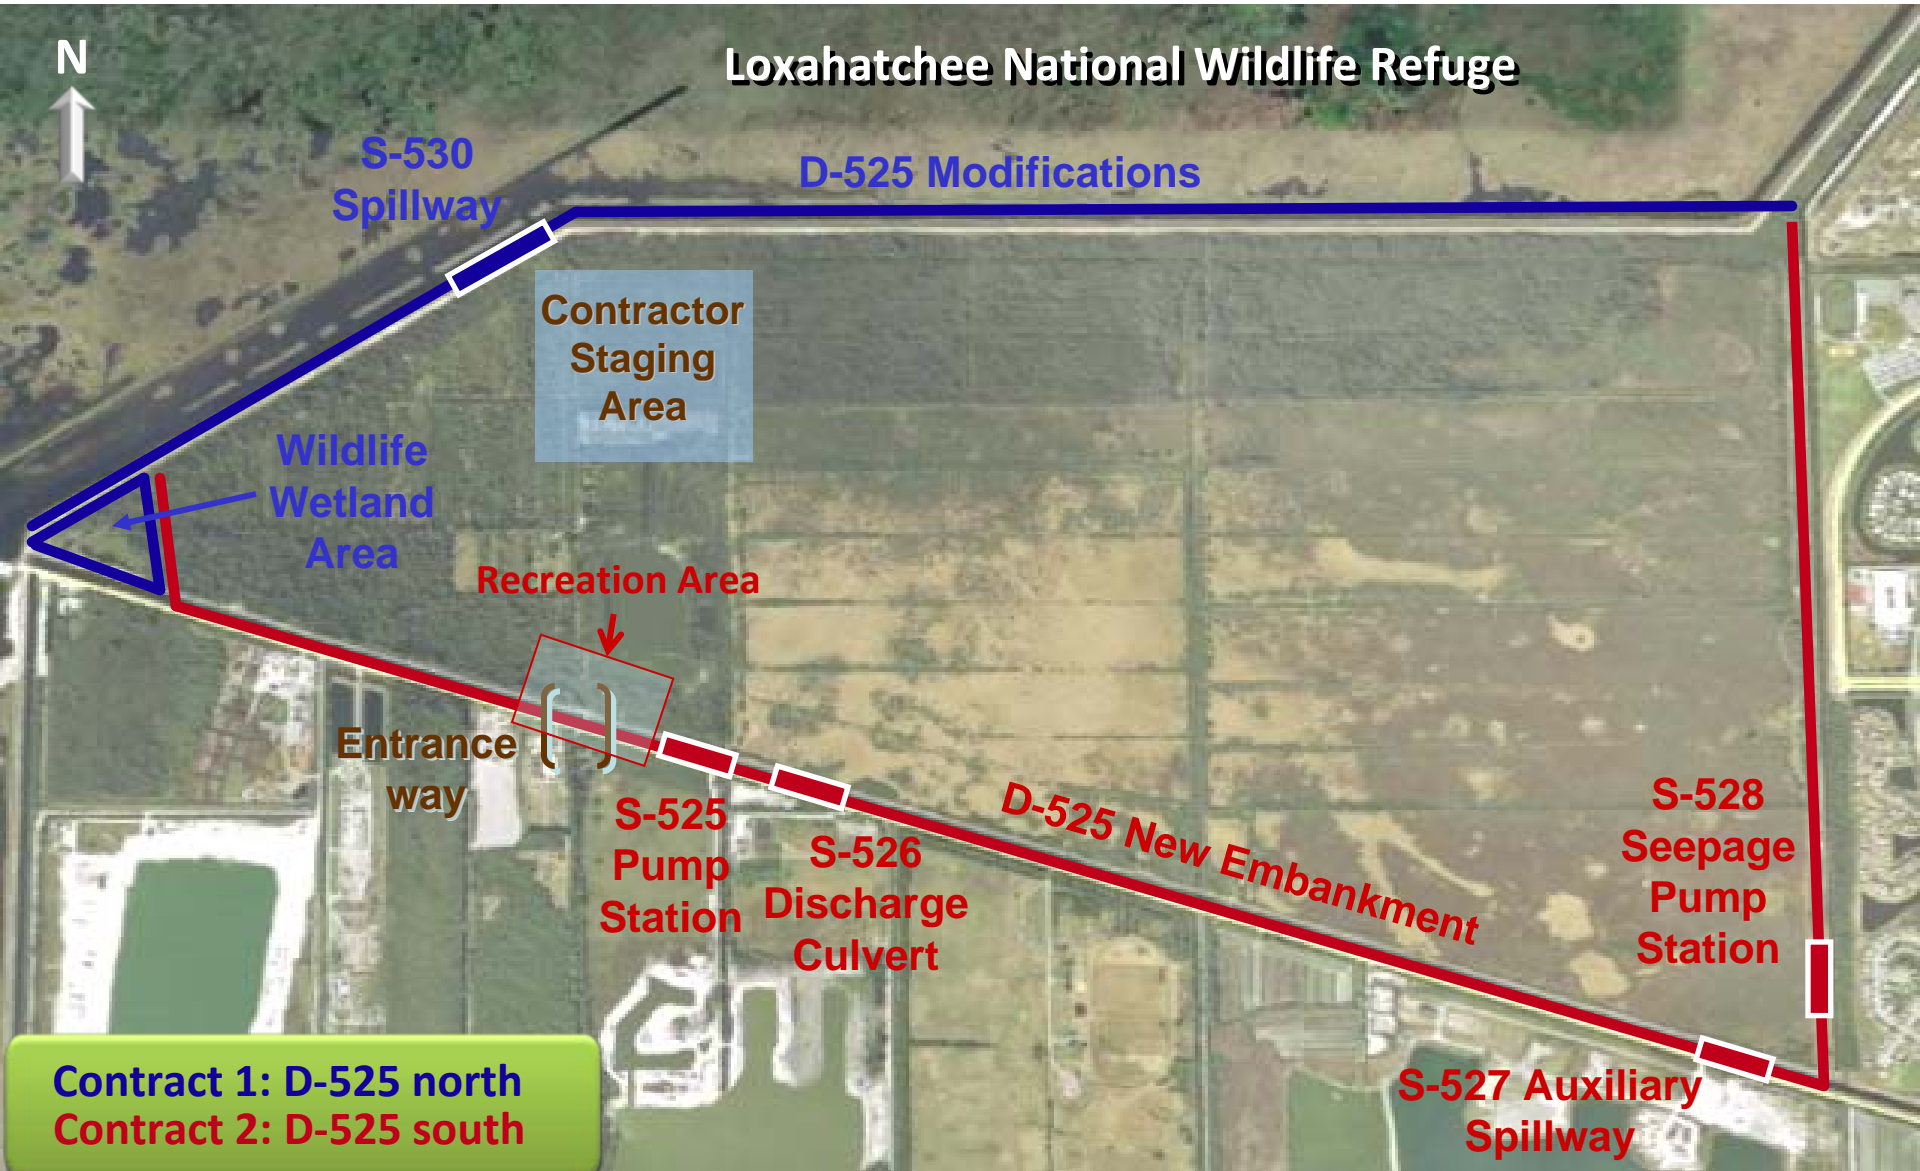 N
Loxahatchee National Wildlife Refuge
S-530
Spillway
D-525 Modifications
Contractor
Staging
Area
Wildlife
Wetland
Area
Recreation Area
Entrance
way
S-525
Pump
Station
S-526
Discharge
Culvert
D-525 New Embankment
S-528
Seepage
Pump
Station
S-527 Auxiliary
Spillway
Contract 1: D-525 north
Contract 2: D-525 south